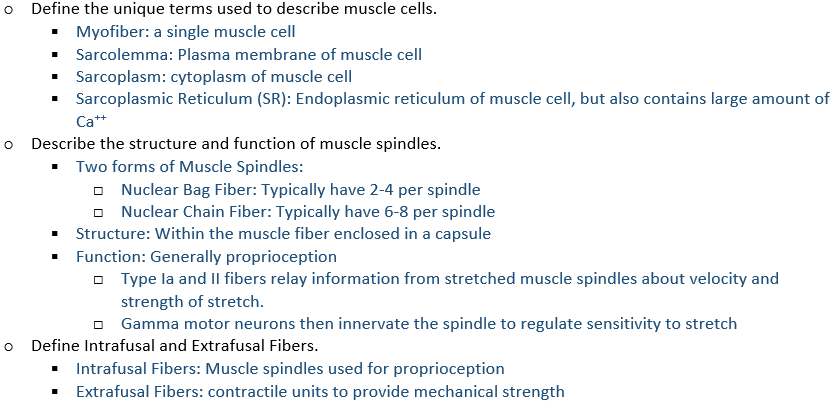 o Define the unique terms used to describe muscle cells.
▪ Myofiber: a single muscle cell
▪ Sarcolemma: Plasma membrane of muscle cell
▪ Sarcoplasm: cytoplasm of muscle cell
▪ Sarcoplasmic Reticulum (SR): Endoplasmic reticulum of muscle cell, but also contains large amount of
Ca⁺⁺
o Describe the structure and function of muscle spindles.
▪ Two forms of Muscle Spindles:
□ Nuclear Bag Fiber: Typically have 2-4 per spindle
□ Nuclear Chain Fiber: Typically have 6-8 per spindle
▪ Structure: Within the muscle fiber enclosed in a capsule
▪ Function: Generally proprioception
□ Type Ia and II fibers relay information from stretched muscle spindles about velocity and
strength of stretch.
□ Gamma motor neurons then innervate the spindle to regulate sensitivity to stretch
o Define Intrafusal and Extrafusal Fibers.
▪ Intrafusal Fibers: Muscle spindles used for proprioception
▪ Extrafusal Fibers: contractile units to provide mechanical strength